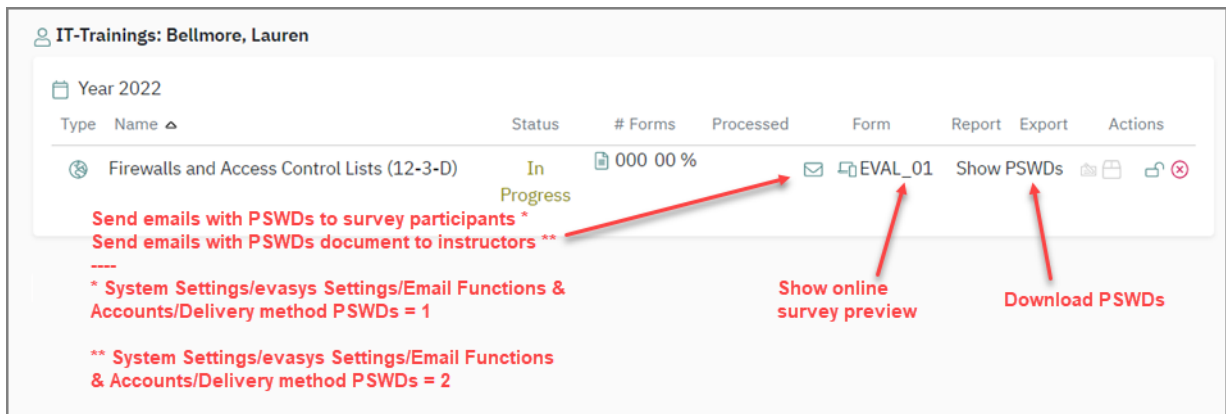 IT-Trainings: Bellmore, Lauren
Year 2022
Type Name Status # Forms Processed Form Report Export Actions
Firewalls and Access Control Lists (12-3-D) In Progress 000 00 % EVAL_01 Show PSWDs
Send emails with PSWDs to survey participants *
Send emails with PSWDs document to instructors **
----
* System Settings/evasys Settings/Email Functions &
Accounts/Delivery method PSWDs = 1
** System Settings/evasys Settings/Email Functions
& Accounts/Delivery method PSWDs = 2
Show online
survey preview
Download PSWDs